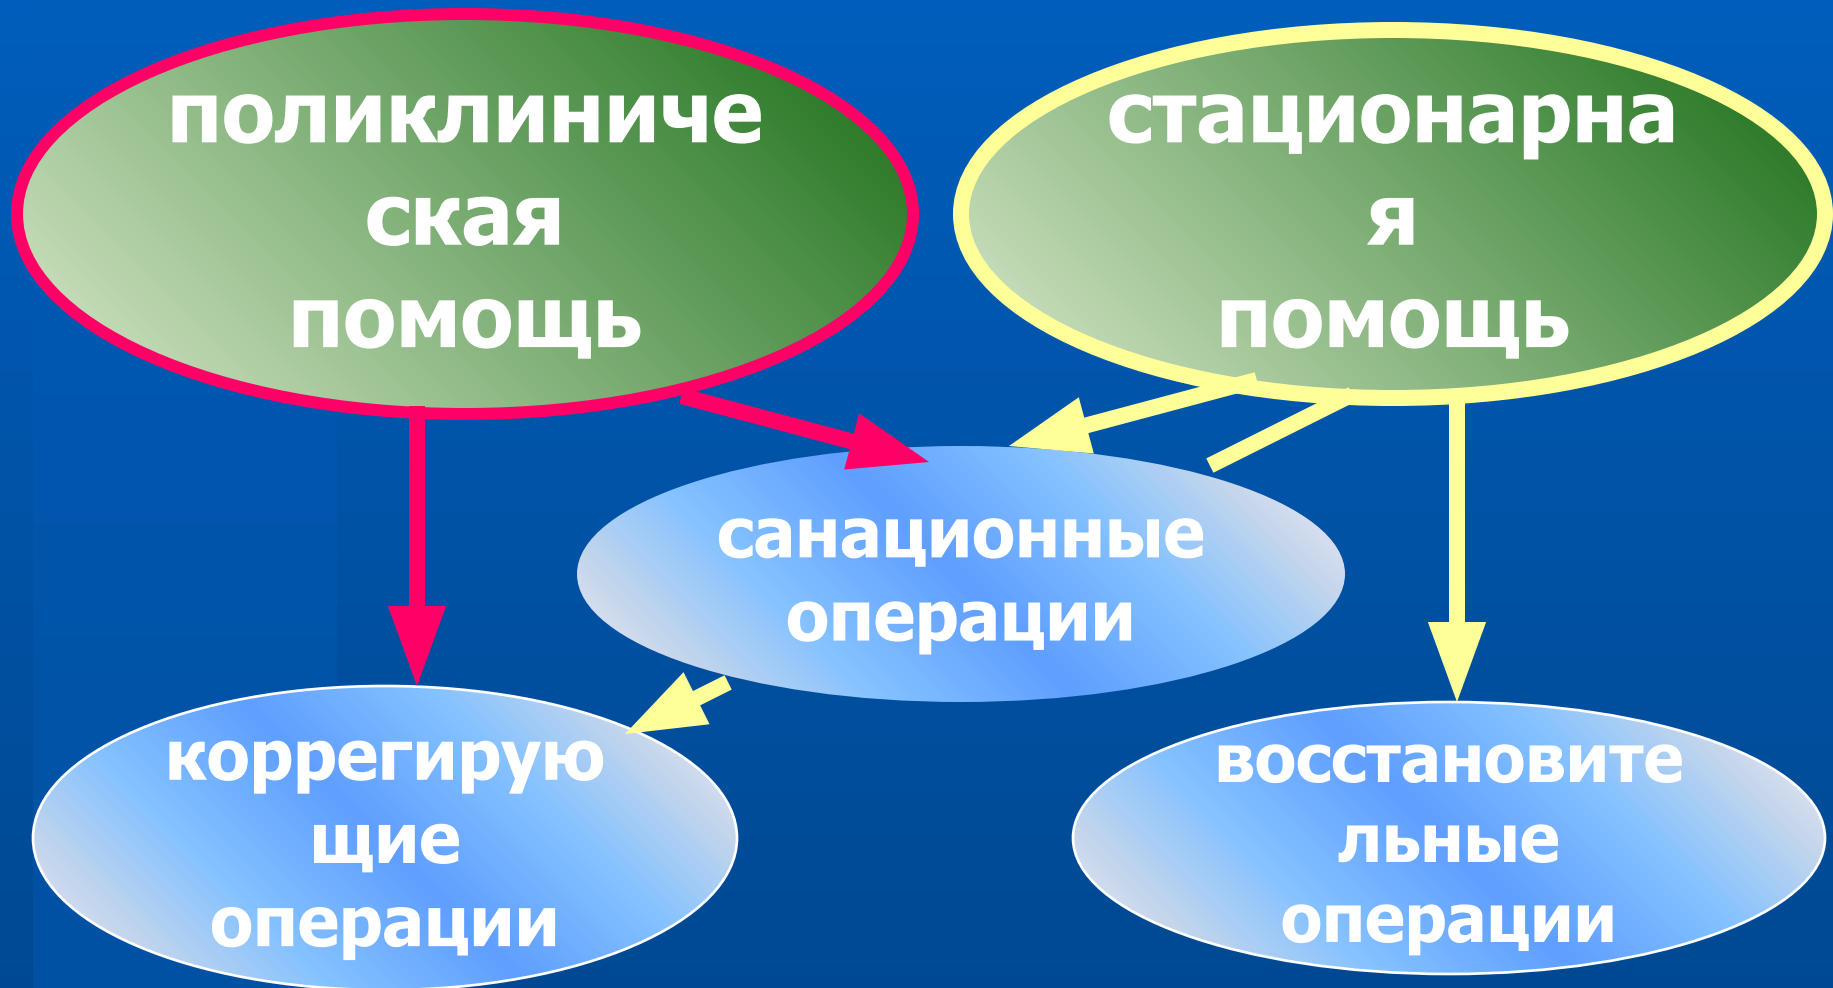 поликлиниче
ская
помощь
стационарна
я
помощь
санационные
операции
коррегирую
щие
операции
восстановите
льные
операции